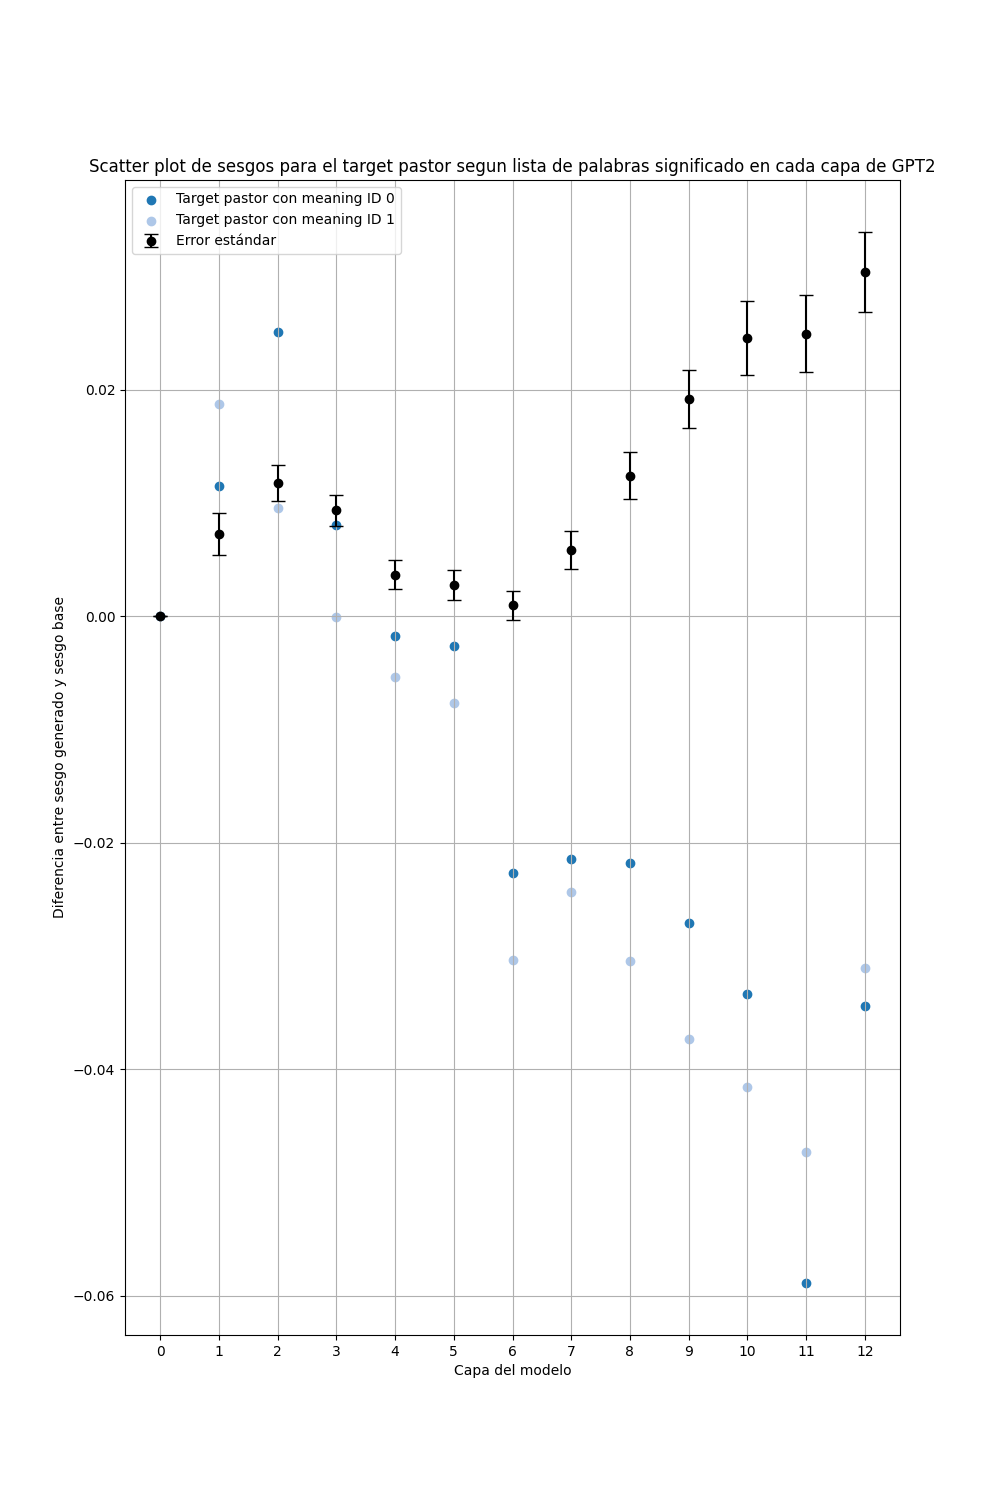 Scatter plot de sesgos para el target pastor segun lista de palabras significado en cada capa de GPT2
Target pastor con meaning ID 0
Target pastor con meaning ID 1
Error estándar
0.02
0.00
−0.02
−0.04
−0.06
Diferencia entre sesgo generado y sesgo base
0 1 2 3 4 5 6 7 8 9 10 11 12
Capa del modelo